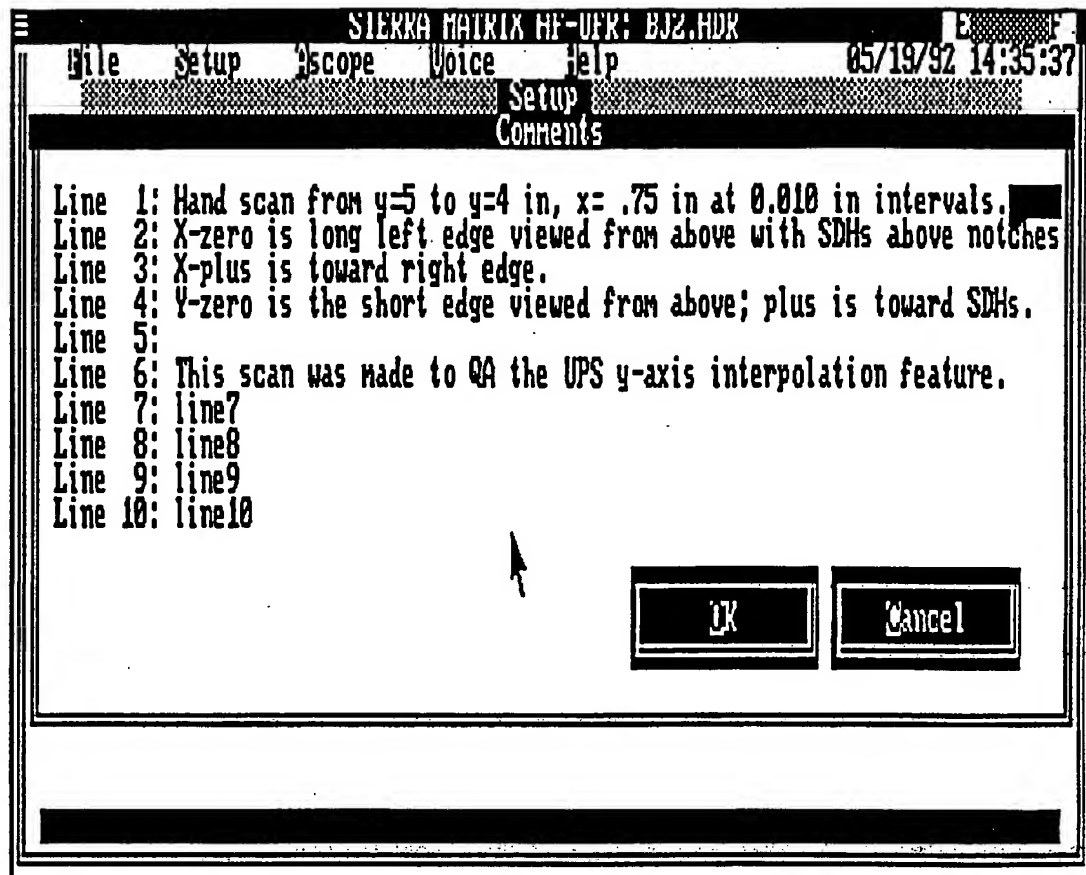 SIERRA MATRIX HF-UFR: BJ2.HDR
File Setup Ascope Voice Help 05/19/92 14:35:37
Setup
Comments
Line 1: Hand scan from y=5 to y=4 in, x= .75 in at 0.010 in intervals.
Line 2: X-zero is long left edge viewed from above with SDHs above notches
Line 3: X-plus is toward right edge.
Line 4: Y-zero is the short edge viewed from above; plus is toward SDHs.
Line 5:
Line 6: This scan was made to QA the UPS y-axis interpolation feature.
Line 7: line7
Line 8: line8
Line 9: line9
Line 10: line10
OK Cancel